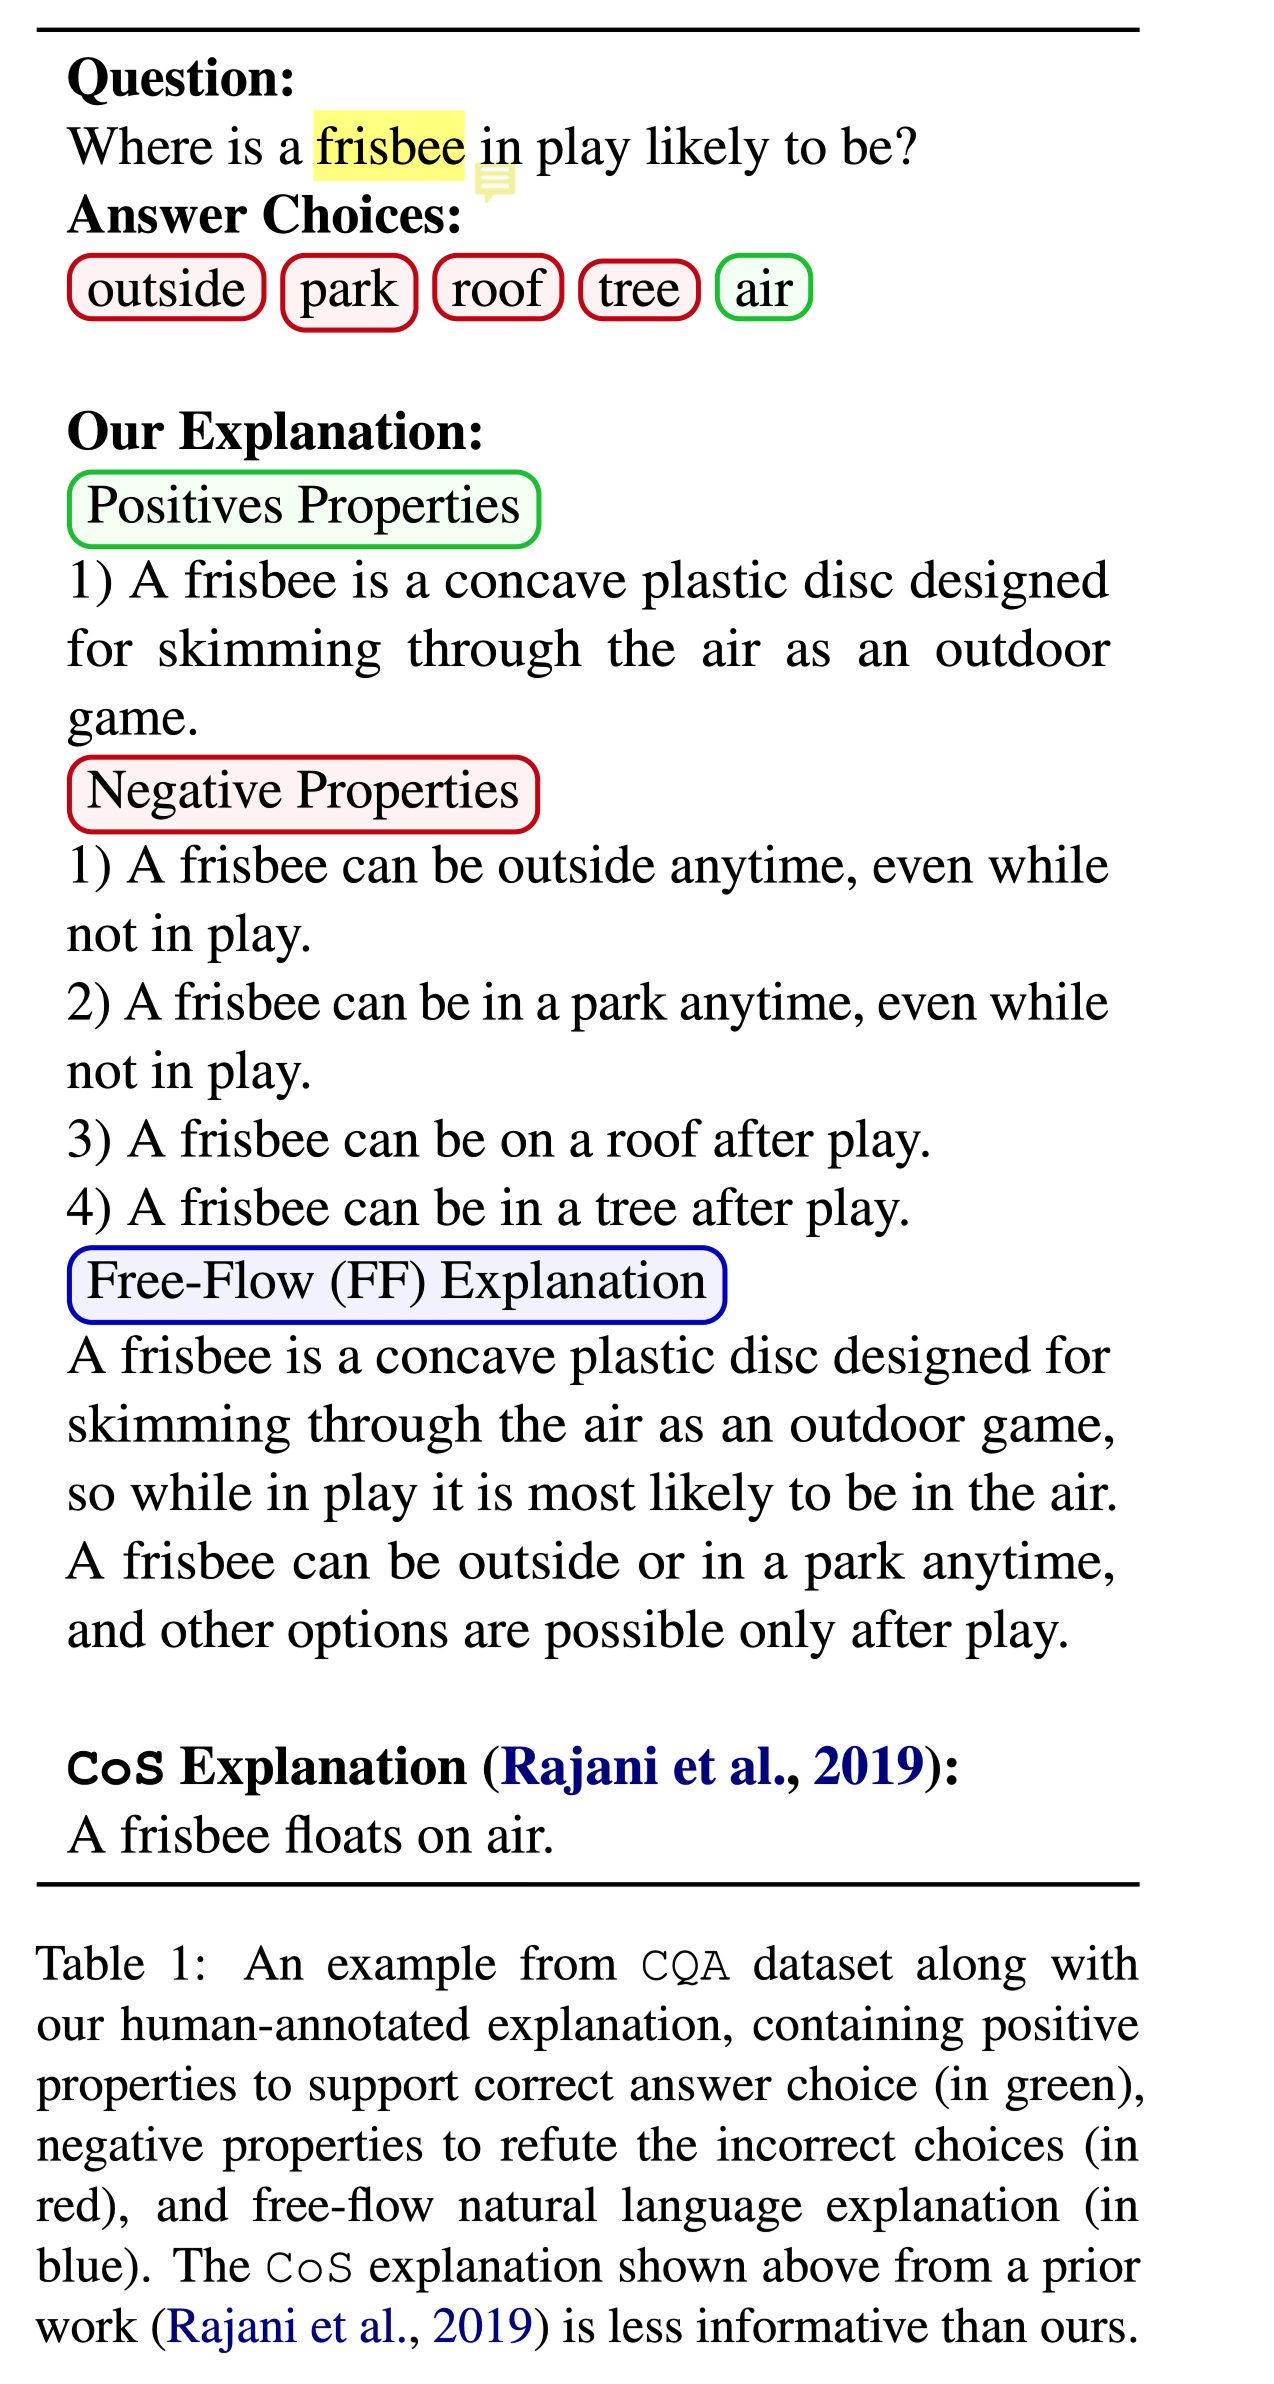 Question:
Where is a frisbee in play likely to be?
Answer Choices:
outside park roof tree air
Our Explanation:
Positives Properties
1) A frisbee is a concave plastic disc designed
for skimming through the air as an outdoor
game.
Negative Properties
1) A frisbee can be outside anytime, even while
not in play.
2) A frisbee can be in a park anytime, even while
not in play.
3) A frisbee can be on a roof after play.
4) A frisbee can be in a tree after play.
Free-Flow (FF) Explanation
A frisbee is a concave plastic disc designed for
skimming through the air as an outdoor game,
so while in play it is most likely to be in the air.
A frisbee can be outside or in a park anytime,
and other options are possible only after play.
CoS Explanation (Rajani et al., 2019):
A frisbee floats on air.
Table 1: An example from CQA dataset along with
our human-annotated explanation, containing positive
properties to support correct answer choice (in green),
negative properties to refute the incorrect choices (in
red), and free-flow natural language explanation (in
blue). The CoS explanation shown above from a prior
work (Rajani et al., 2019) is less informative than ours.